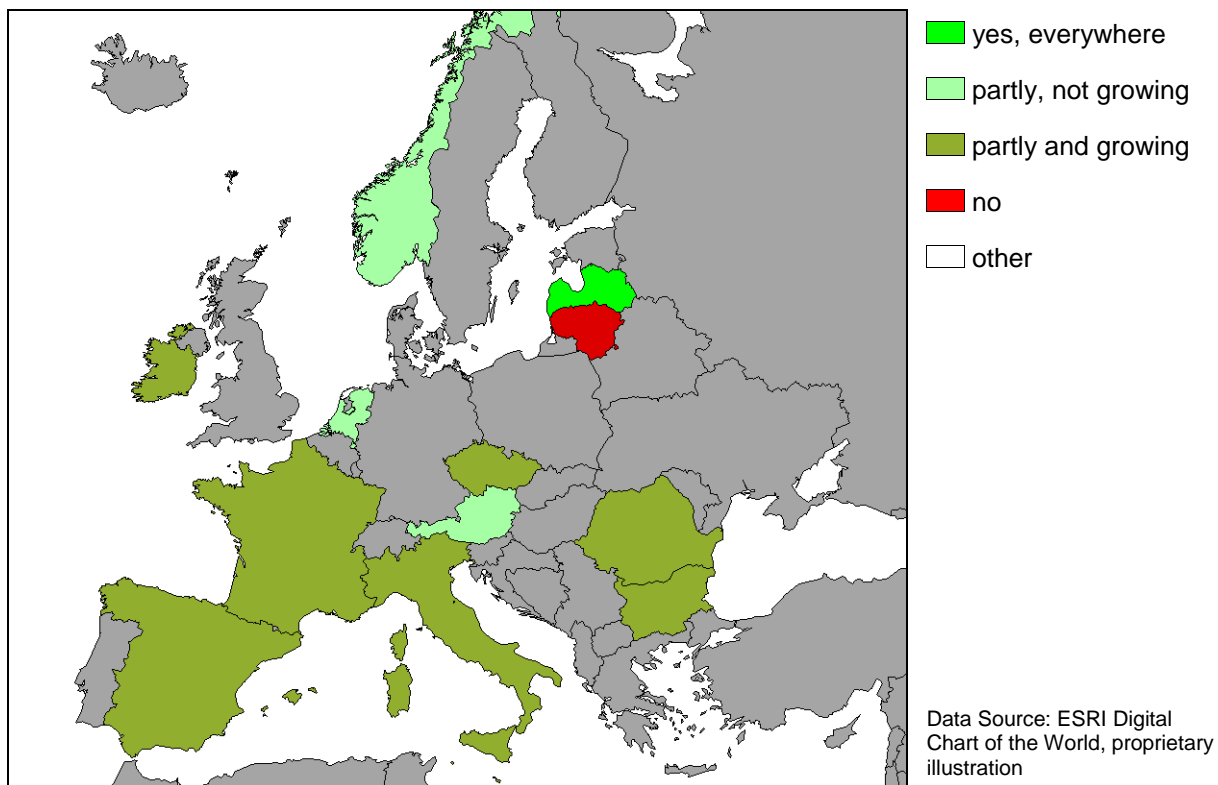 yes, everywhere
partly, not growing
partly and growing
no
other
Data Source: ESRI Digital
Chart of the World, proprietary
illustration